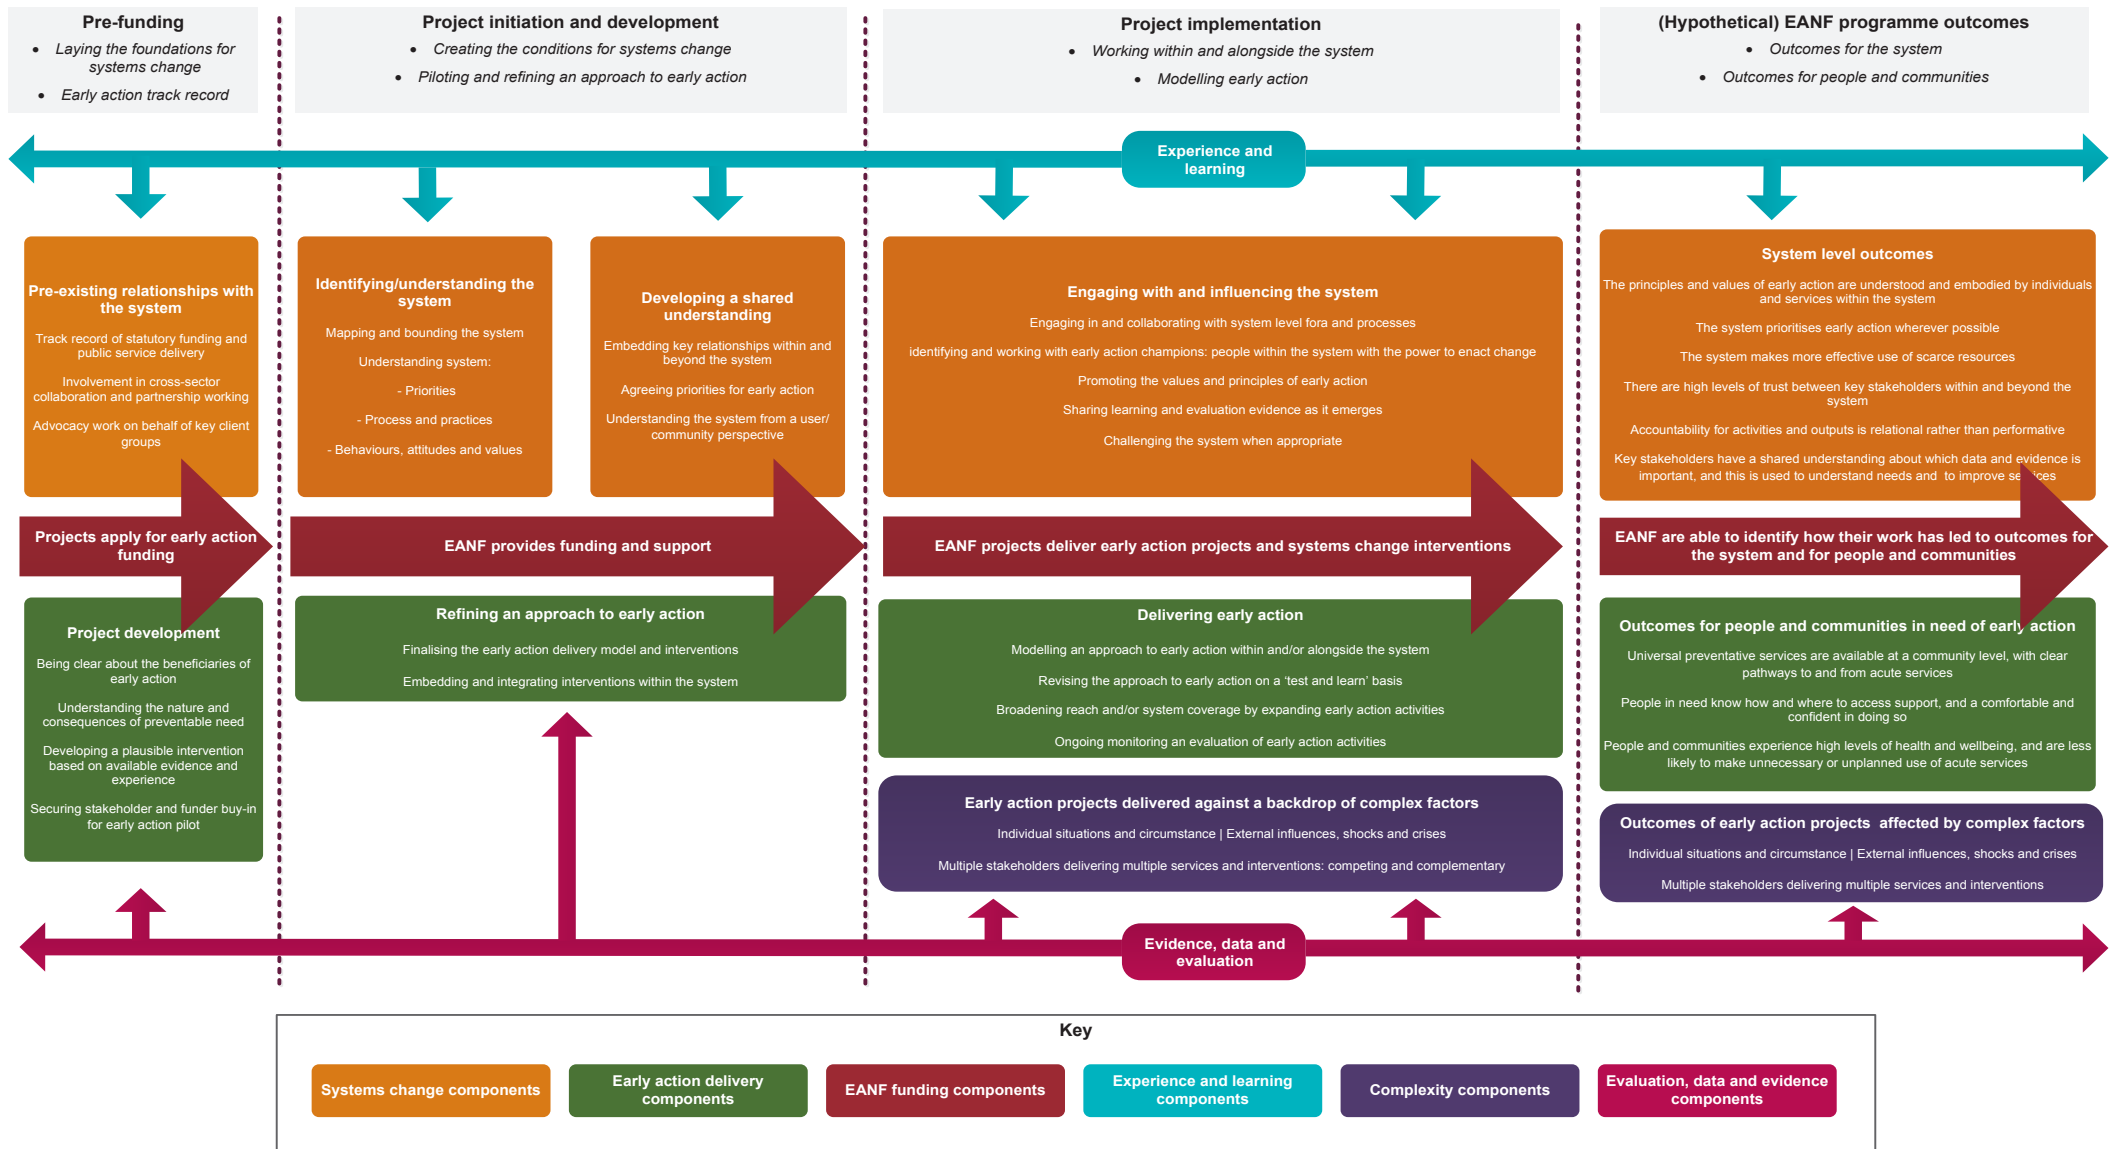 Pre-funding
• Laying the foundations for
systems change
• Early action track record
Project initiation and development
• Creating the conditions for systems change
• Piloting and refining an approach to early action
Project implementation
• Working within and alongside the system
• Modelling early action
(Hypothetical) EANF programme outcomes
• Outcomes for the system
• Outcomes for people and communities
Experience and
learning
Pre-existing relationships with
the system
Track record of statutory funding and
public service delivery
Involvement in cross-sector
collaboration and partnership working
Advocacy work on behalf of key client
groups
Identifying/understanding the
system
Mapping and bounding the system
Understanding system:
- Priorities
- Process and practices
- Behaviours, attitudes and values
Developing a shared
understanding
Embedding key relationships within and
beyond the system
Agreeing priorities for early action
Understanding the system from a user/
community perspective
Engaging with and influencing the system
Engaging in and collaborating with system level fora and processes
identifying and working with early action champions: people within the system with the power to enact change
Promoting the values and principles of early action
Sharing learning and evaluation evidence as it emerges
Challenging the system when appropriate
System level outcomes
The principles and values of early action are understood and embodied by individuals
and services within the system
The system prioritises early action wherever possible
The system makes more effective use of scarce resources
There are high levels of trust between key stakeholders within and beyond the
system
Accountability for activities and outputs is relational rather than performative
Key stakeholders have a shared understanding about which data and evidence is
important, and this is used to understand needs and to improve services
Projects apply for early action
funding
EANF provides funding and support
EANF projects deliver early action projects and systems change interventions
EANF are able to identify how their work has led to outcomes for
the system and for people and communities
Project development
Being clear about the beneficiaries of
early action
Understanding the nature and
consequences of preventable need
Developing a plausible intervention
based on available evidence and
experience
Securing stakeholder and funder buy-in
for early action pilot
Refining an approach to early action
Finalising the early action delivery model and interventions
Embedding and integrating interventions within the system
Delivering early action
Modelling an approach to early action within and/or alongside the system
Revising the approach to early action on a ‘test and learn’ basis
Broadening reach and/or system coverage by expanding early action activities
Ongoing monitoring an evaluation of early action activities
Outcomes for people and communities in need of early action
Universal preventative services are available at a community level, with clear
pathways to and from acute services
People in need know how and where to access support, and a comfortable and
confident in doing so
People and communities experience high levels of health and wellbeing, and are less
likely to make unnecessary or unplanned use of acute services
Early action projects delivered against a backdrop of complex factors
Individual situations and circumstance | External influences, shocks and crises
Multiple stakeholders delivering multiple services and interventions: competing and complementary
Outcomes of early action projects affected by complex factors
Individual situations and circumstance | External influences, shocks and crises
Multiple stakeholders delivering multiple services and interventions
Evidence, data and
evaluation
Key
Systems change components
Early action delivery
components
EANF funding components
Experience and learning
components
Complexity components
Evaluation, data and evidence
components